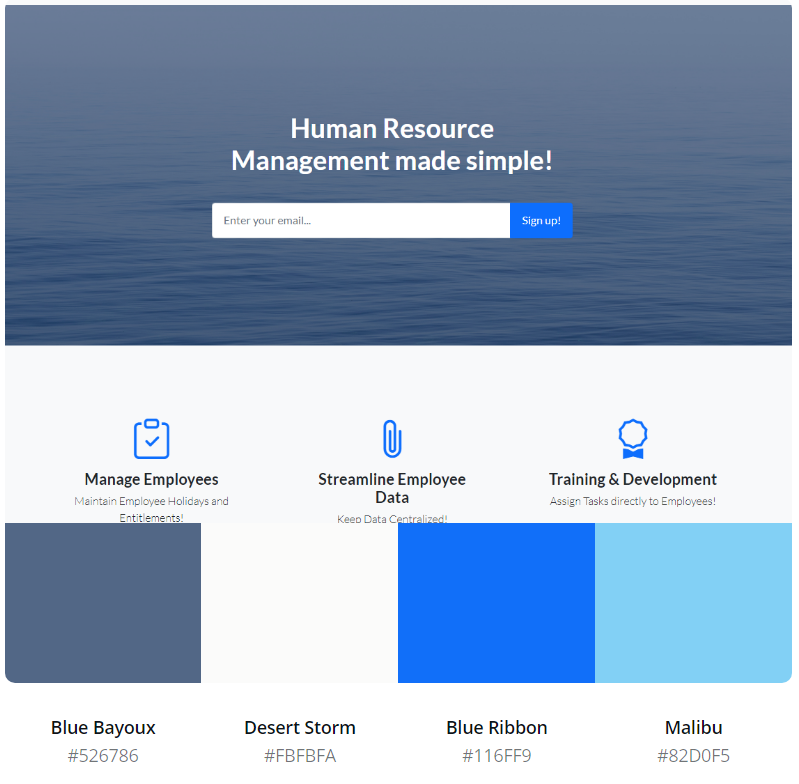 Human Resource
Management made simple!
Enter your email...
Sign up!
Manage Employees
Maintain Employee Holidays and
Entitlements!
Streamline Employee
Data
Keep Data Centralized!
Training & Development
Assign Tasks directly to Employees!
Blue Bayoux
#526786
Desert Storm
#FBFBFA
Blue Ribbon
#116FF9
Malibu
#82D0F5